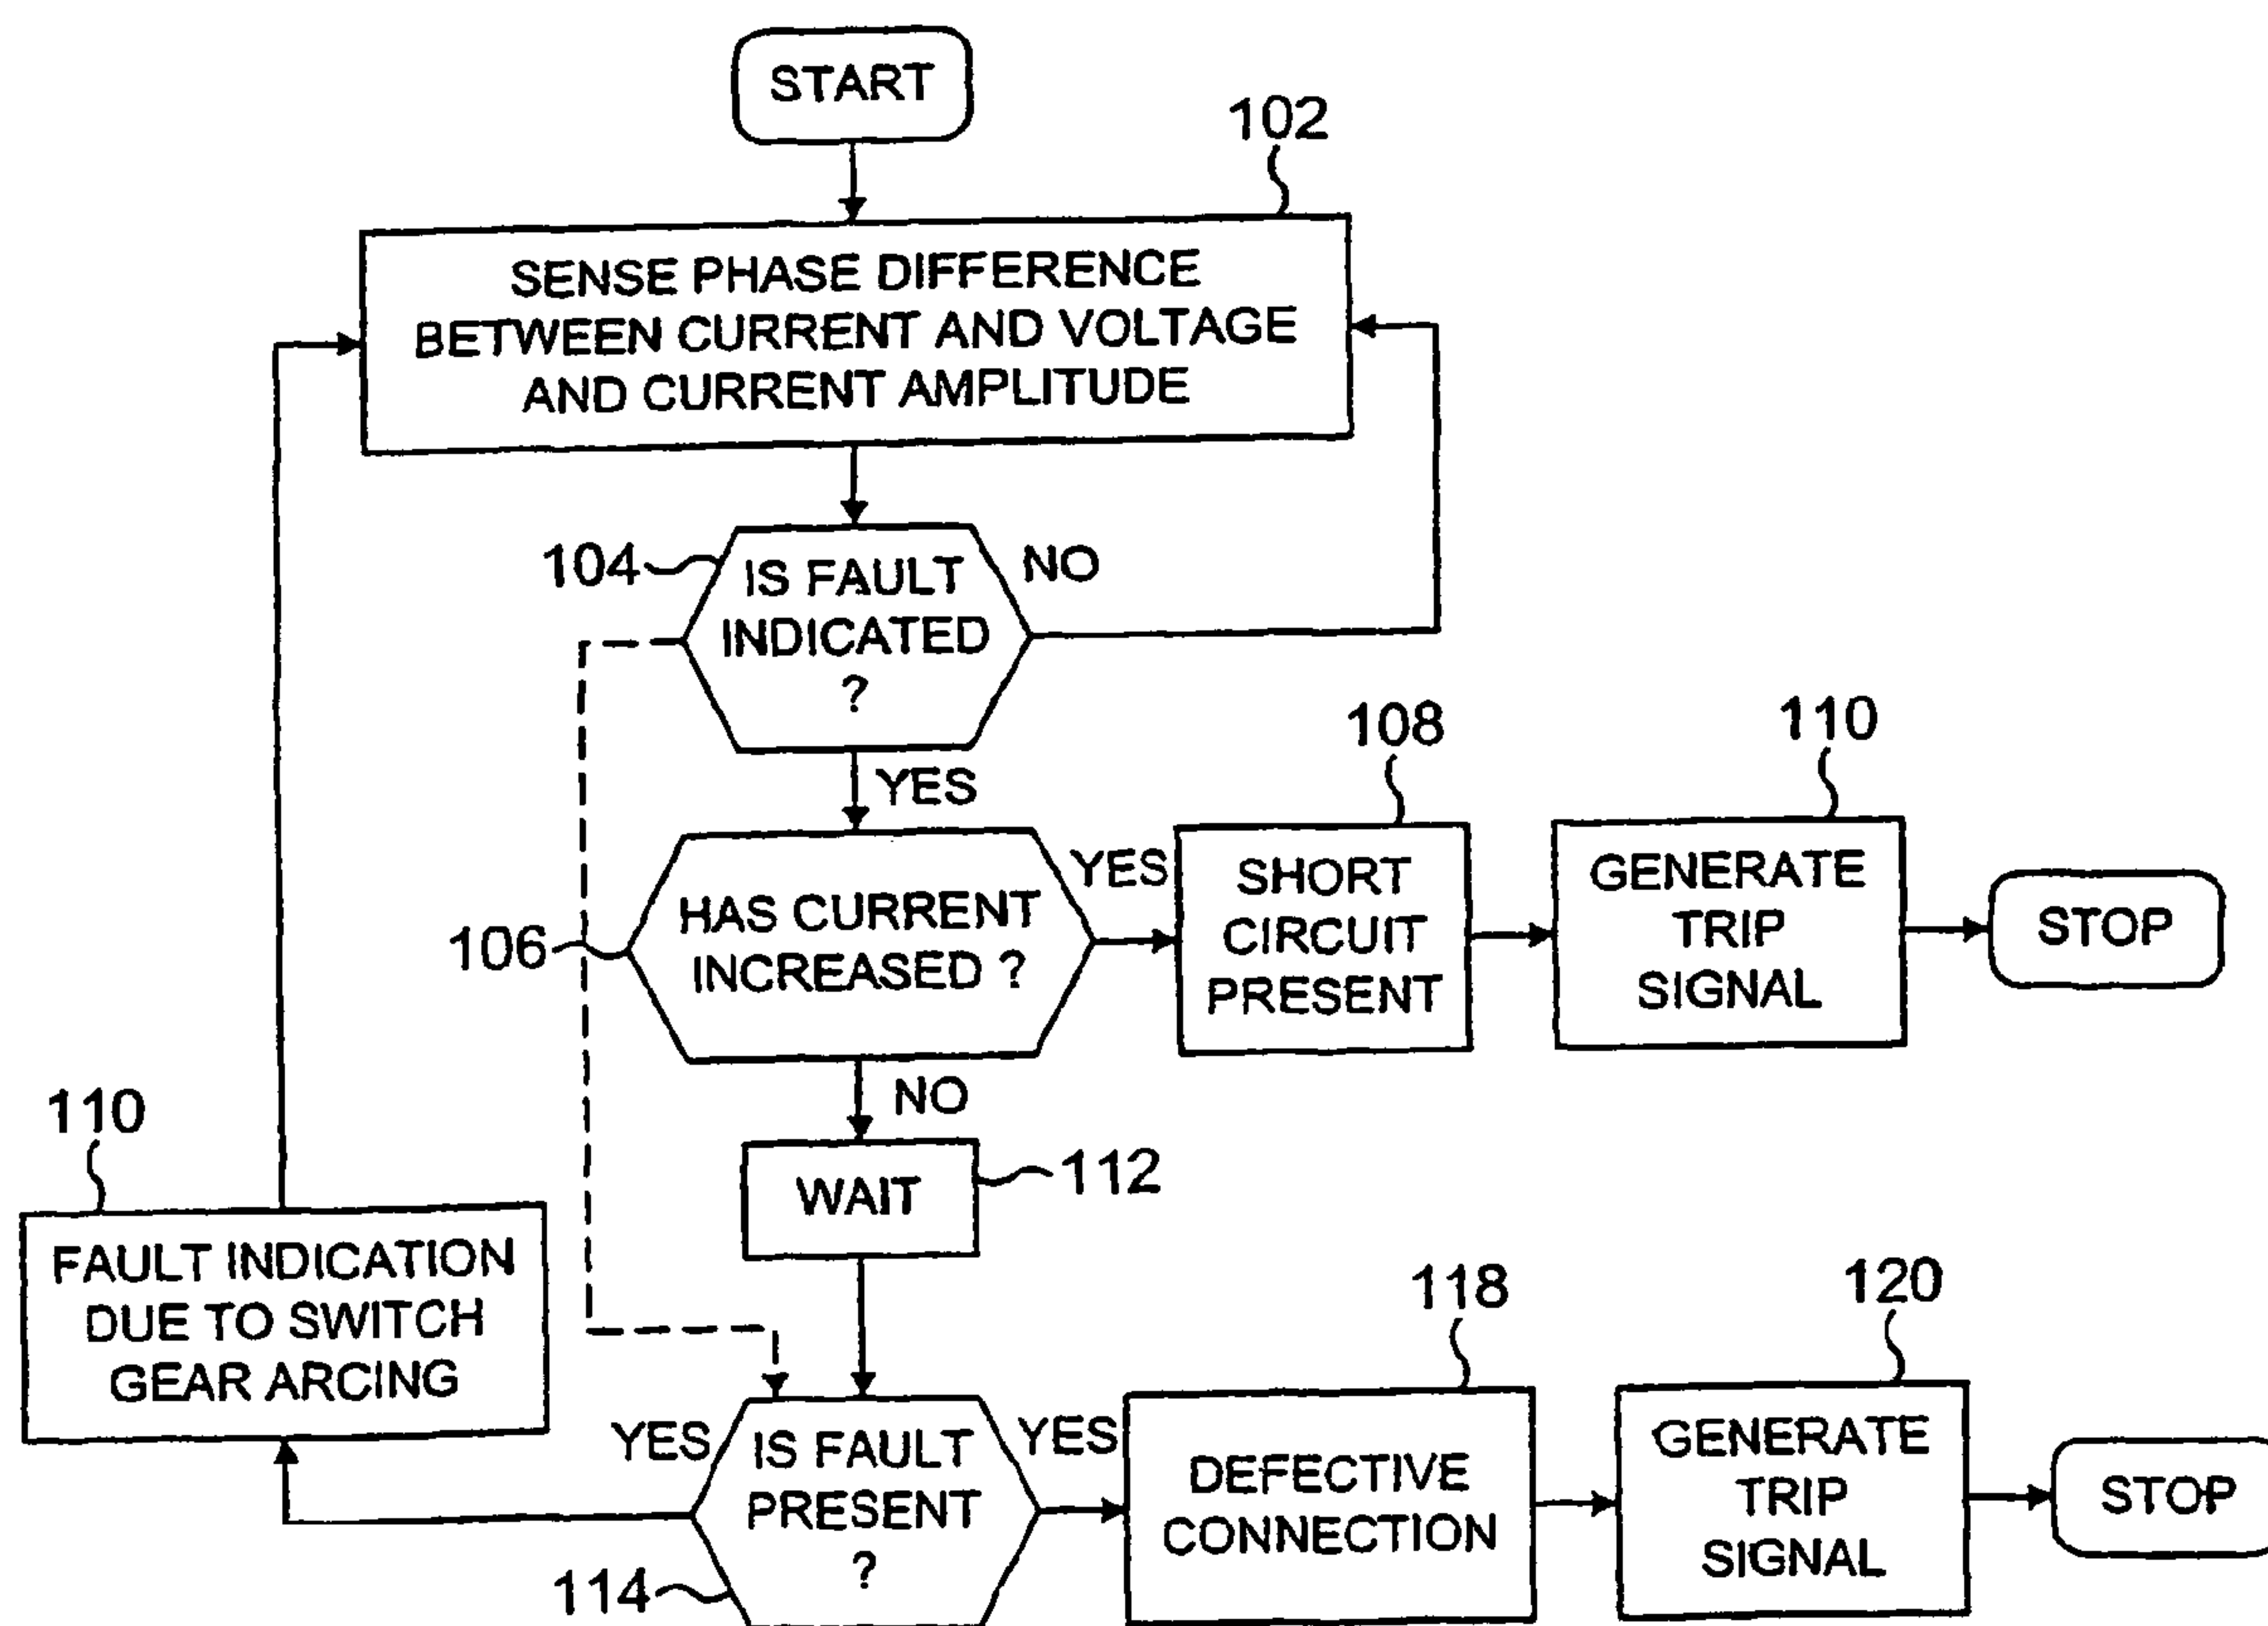 START
102
SENSE PHASE DIFFERENCE
BETWEEN CURRENT AND VOLTAGE
AND CURRENT AMPLITUDE
104
IS FAULT
INDICATED
?
NO
YES
106
HAS CURRENT
INCREASED ?
YES
108
SHORT
CIRCUIT
PRESENT
110
GENERATE
TRIP
SIGNAL
STOP
NO
112
WAIT
110
FAULT INDICATION
DUE TO SWITCH
GEAR ARCING
YES
114
IS FAULT
PRESENT
?
YES
118
DEFECTIVE
CONNECTION
120
GENERATE
TRIP
SIGNAL
STOP